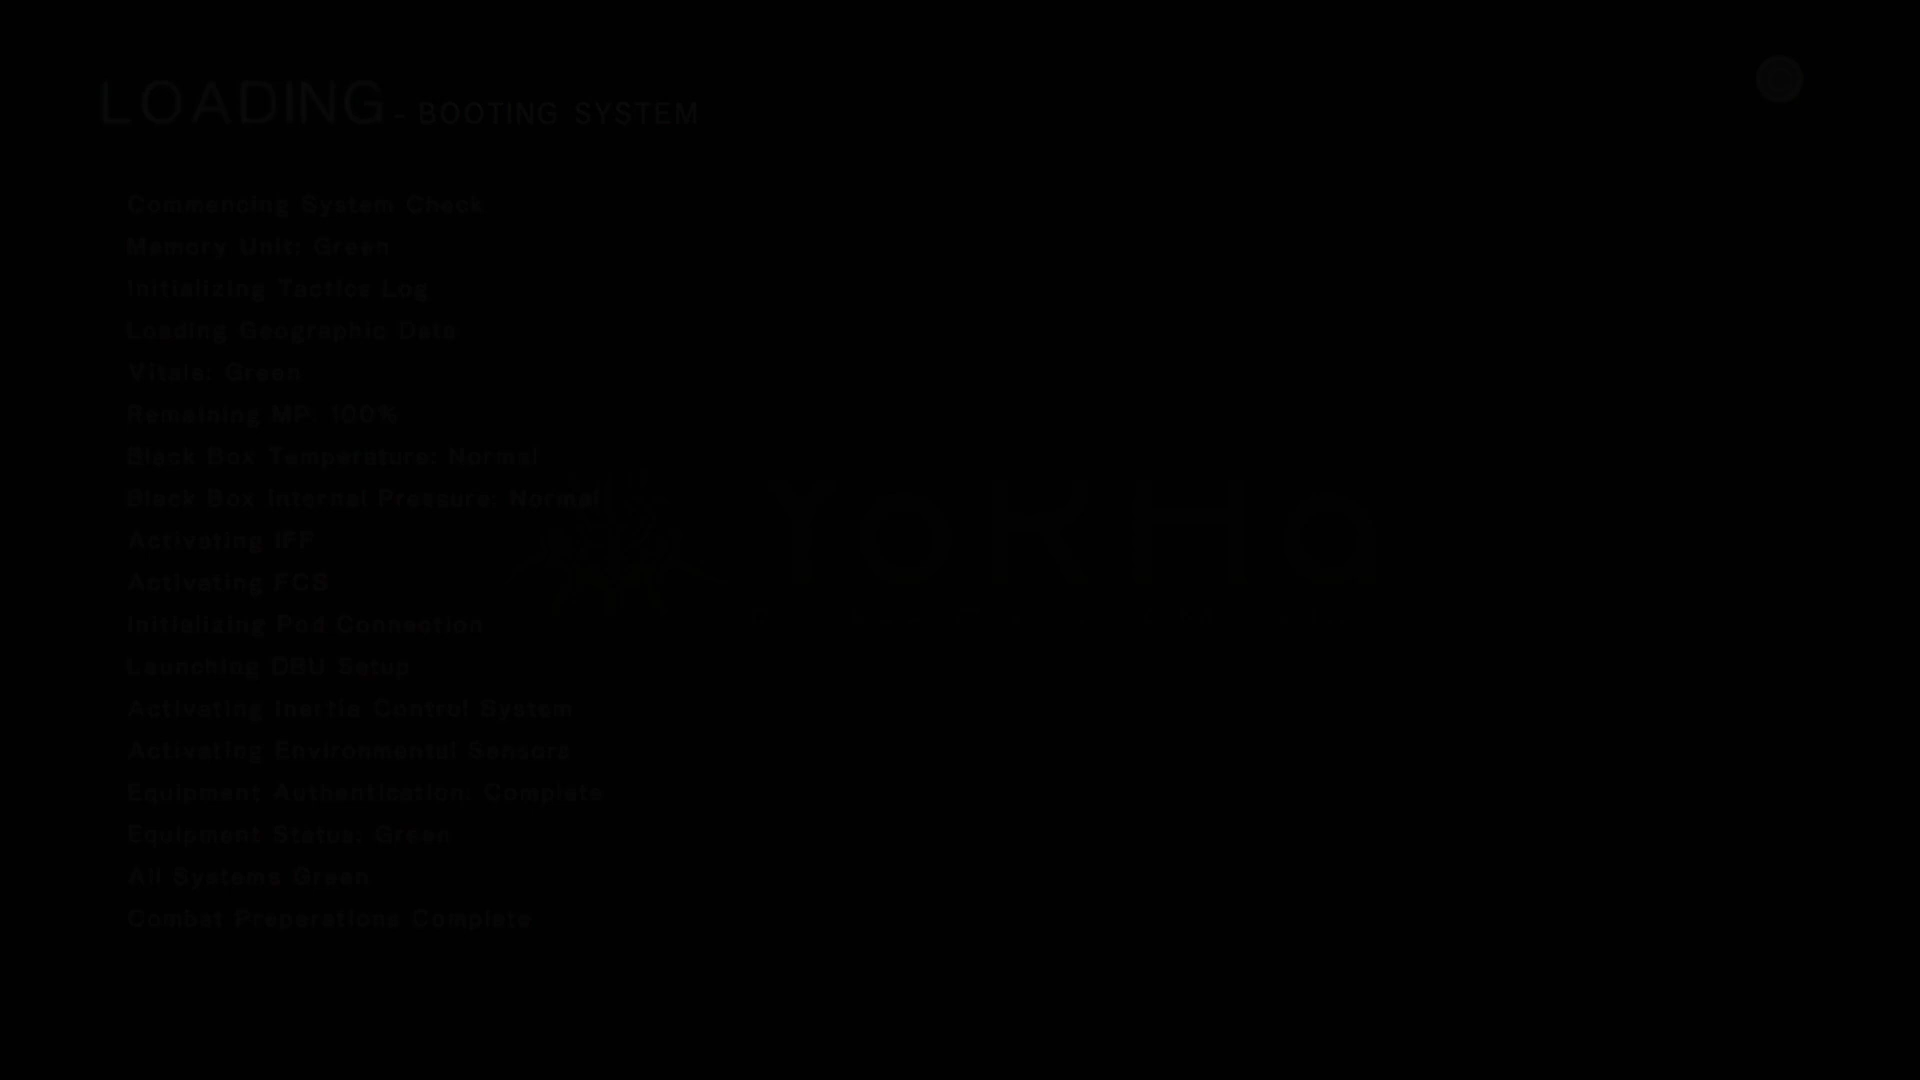 LOADING - BOOTING SYSTEM
Commencing System Check
Memory Unit: Green
Initializing Tactics Log
Loading Geographic Data
Vitals: Green
Remaining MP: 100%
Black Box Temperature: Normal
Black Box Internal Pressure: Normal
YoRHa
Activating IFF
Activating FCS
Initializing Pod Connection
Launching DBU Setup
Activating Inertia Control System
Activating Environmental Sensors
Equipment Authentication: Complete
Equipment Status: Green
All Systems Green
Combat Preparations Complete